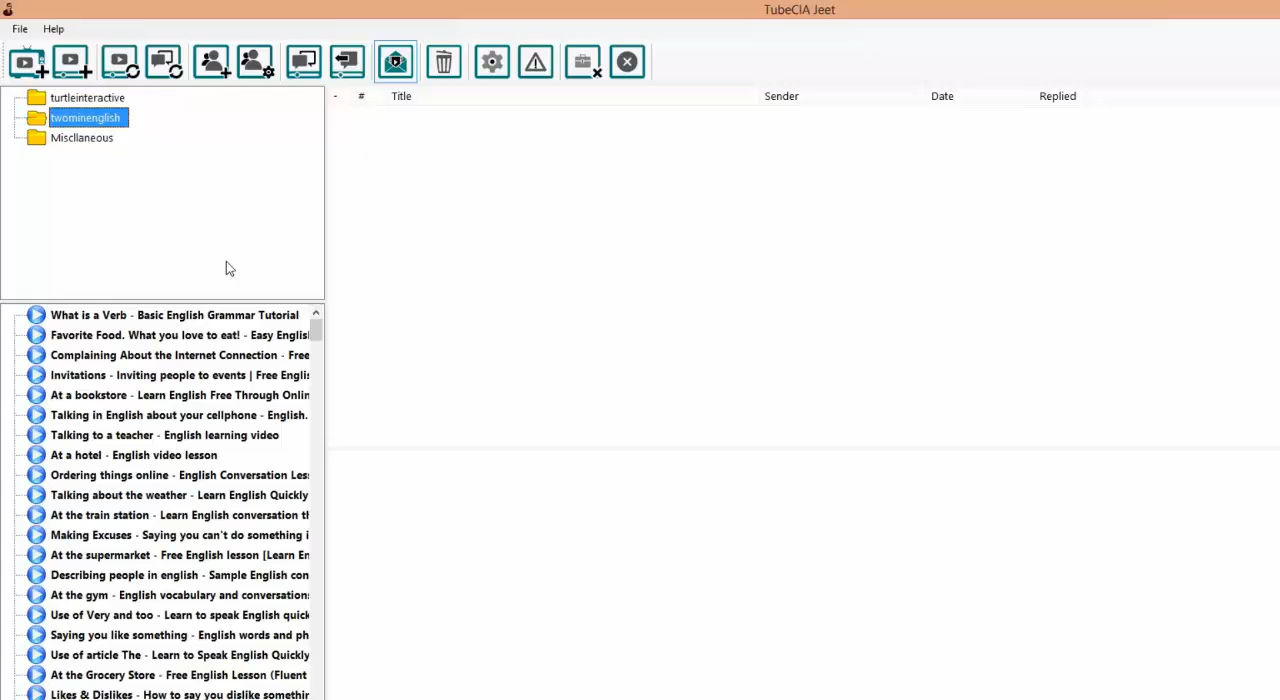 TubeCIA Jeet
File Help
turtleinteractive
- # Title Sender Date Replied
twominenglish
Miscllaneous
What is a Verb - Basic English Grammar Tutorial
Favorite Food. What you love to eat! - Easy Englis
Complaining About the Internet Connection - Free
Invitations - Inviting people to events | Free Englis
At a bookstore - Learn English Free Through Onlin
Talking in English about your cellphone - English.
Talking to a teacher - English learning video
At a hotel - English video lesson
Ordering things online - English Conversation Les
Talking about the weather - Learn English Quickly
At the train station - Learn English conversation th
Making Excuses - Saying you can't do something i
At the supermarket - Free English lesson [Learn En
Describing people in english - Sample English con
At the gym - English vocabulary and conversation
Use of Very and too - Learn to speak English quick
Saying you like something - English words and ph
Use of article The - Learn to Speak English Quickly
At the Grocery Store - Free English Lesson (Fluent
Likes & Dislikes - How to say you dislike somethin